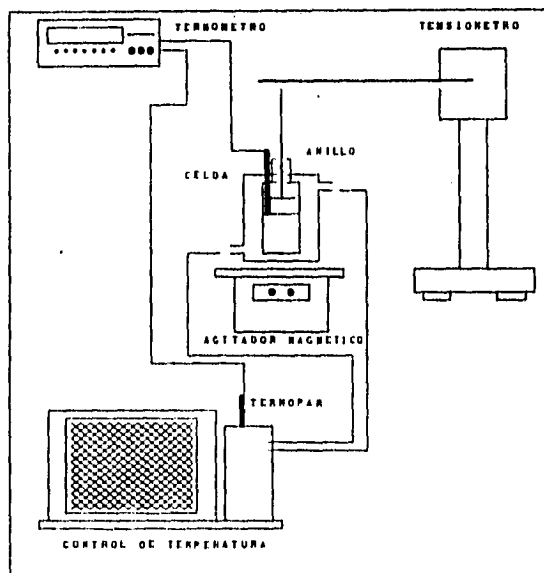 TERMOMETRO
TENSIOMETRO
ANILLO
CELDA
AGITADOR MAGNETICO
TERMOPAR
CONTROL DE TEMPERATURA